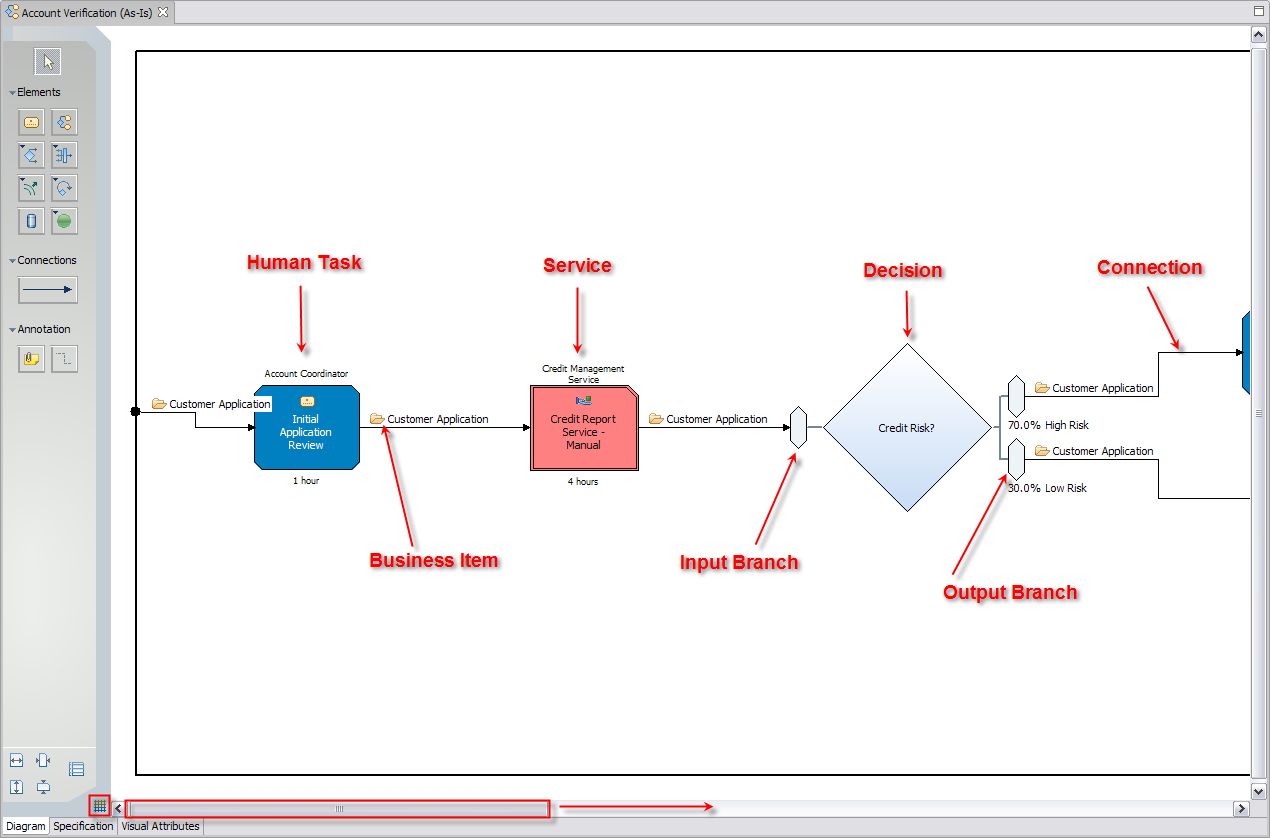 Account Verification (As-Is)
Elements
Connections
Annotation
Human Task
Service
Decision
Connection
Account Coordinator
Credit Management
Service
Customer Application
Initial
Application
Review
Customer Application
Credit Report
Service -
Manual
Customer Application
Credit Risk?
Customer Application
70.0% High Risk
Customer Application
30.0% Low Risk
1 hour
4 hours
Business Item
Input Branch
Output Branch
Diagram
Specification
Visual Attributes